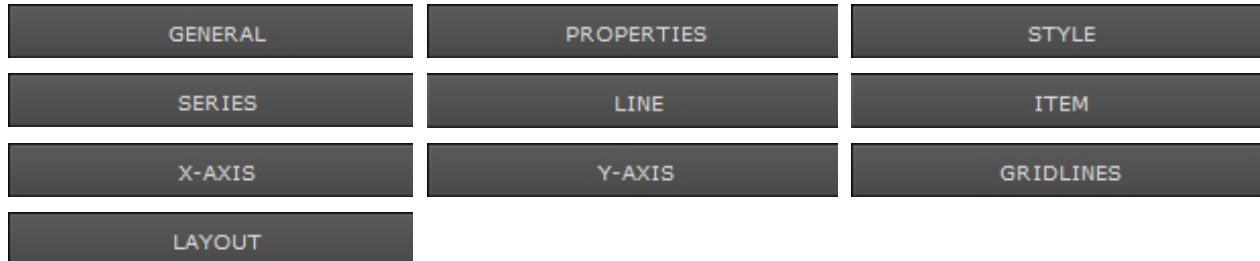 GENERAL PROPERTIES STYLE
SERIES LINE ITEM
X-AXIS Y-AXIS GRIDLINES
LAYOUT